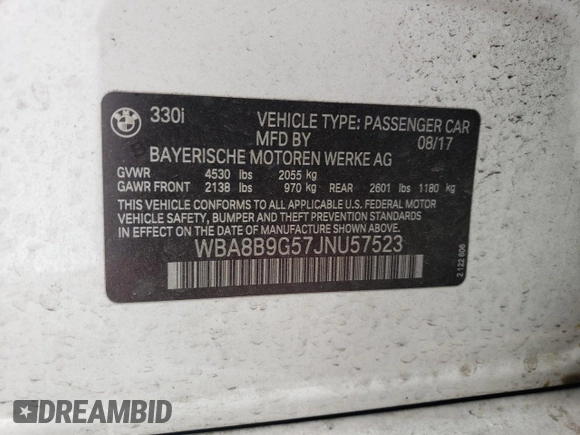 330i VEHICLE TYPE: PASSENGER CAR
MFD BY 08/17
BAYERISCHE MOTOREN WERKE AG
GVWR 4530 lbs 2055 kg
GAWR FRONT 2138 lbs 970 kg REAR 2601 lbs 1180 kg
THIS VEHICLE CONFORMS TO ALL APPLICABLE U.S. FEDERAL MOTOR
VEHICLE SAFETY, BUMPER AND THEFT PREVENTION STANDARDS
IN EFFECT ON THE DATE OF MANUFACTURE SHOWN ABOVE.
WBA8B9G57JNU57523
2 122 606
DREAMBID